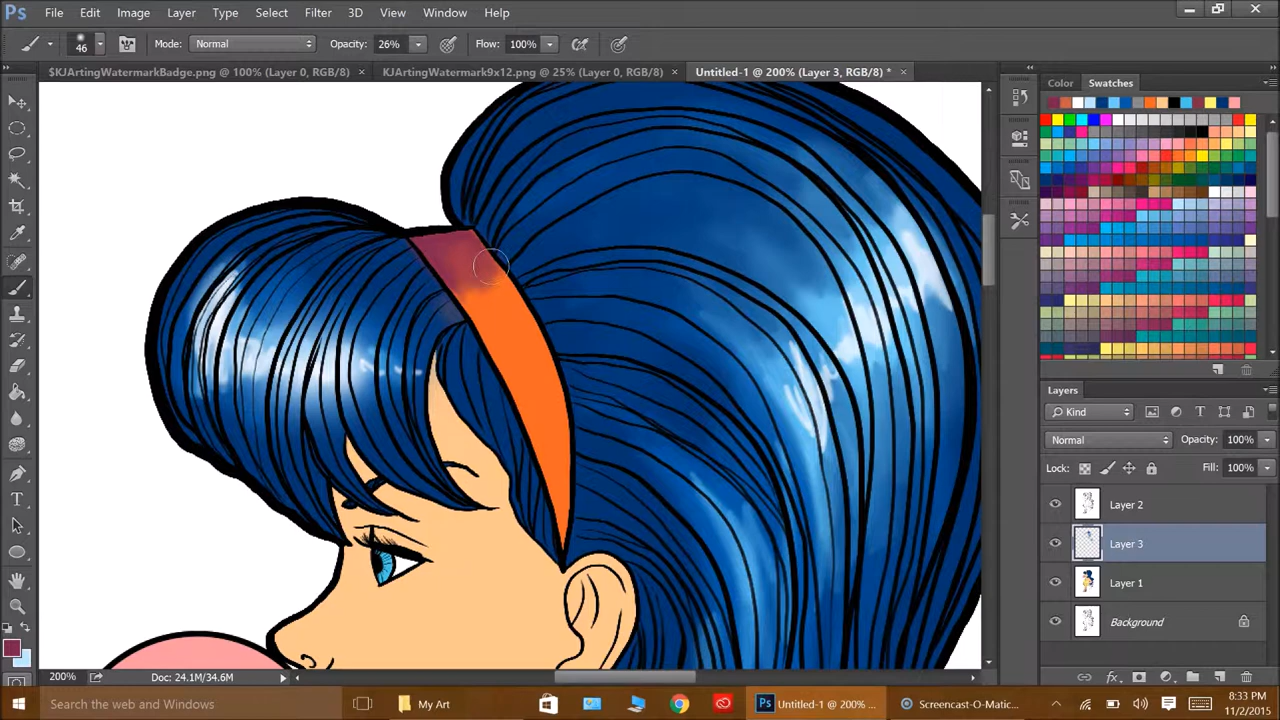 Ps File Edit Image Layer Type Select Filter 3D View Window Help
46 Mode: Normal Opacity: 26% Flow: 100%
$KJArtingWatermarkBadge.png @ 100% (Layer 0, RGB/8) × KJArtingWatermark9x12.png @ 25% (Layer 0, RGB/8) × Untitled-1 @ 200% (Layer 3, RGB/8) * ×
Color Swatches
Layers
Kind
Normal Opacity: 100%
Lock: Fill: 100%
Layer 2
Layer 3
Layer 1
Background
200% Doc: 24.1M/34.6M
Search the web and Windows My Art Ps Untitled-1 @ 200% ... Screencast-O-Matic... 8:33 PM
11/2/2015